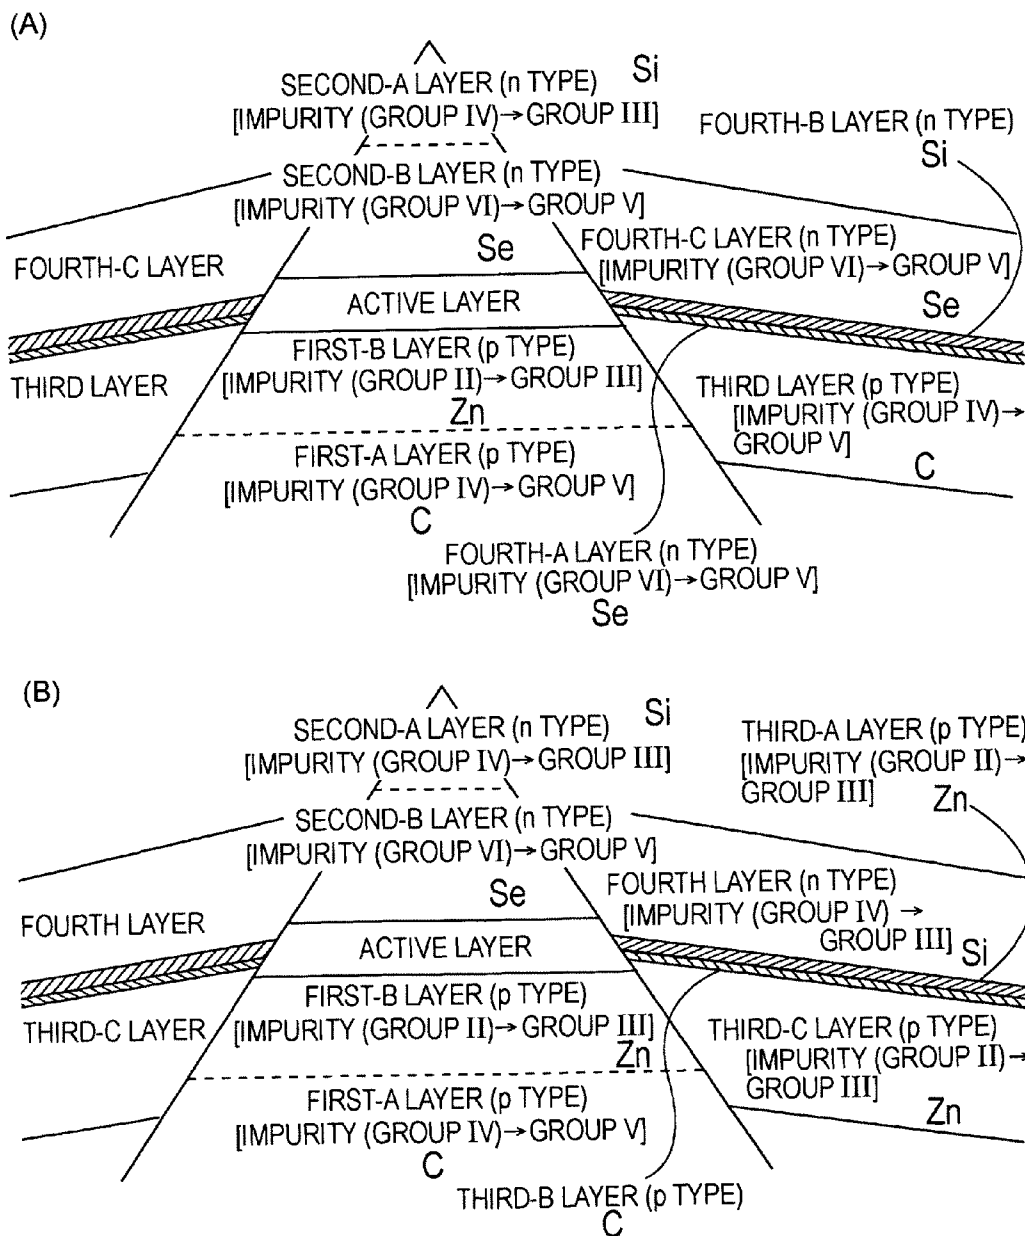 (A)
SECOND-A LAYER (n TYPE) Si
[IMPURITY (GROUP IV)→GROUP III]
FOURTH-B LAYER (n TYPE)
Si
SECOND-B LAYER (n TYPE)
[IMPURITY (GROUP VI)→GROUP V]
Se
FOURTH-C LAYER (n TYPE)
[IMPURITY (GROUP VI)→GROUP V]
Se
FOURTH-C LAYER
ACTIVE LAYER
FIRST-B LAYER (p TYPE)
[IMPURITY (GROUP II)→GROUP III]
Zn
THIRD LAYER
THIRD LAYER (p TYPE)
[IMPURITY (GROUP IV)→
GROUP V]
C
FIRST-A LAYER (p TYPE)
[IMPURITY (GROUP IV)→GROUP V]
C
FOURTH-A LAYER (n TYPE)
[IMPURITY (GROUP VI)→GROUP V]
Se
(B)
SECOND-A LAYER (n TYPE) Si
[IMPURITY (GROUP IV)→GROUP III]
THIRD-A LAYER (p TYPE)
[IMPURITY (GROUP II)→
GROUP III]
Zn
SECOND-B LAYER (n TYPE)
[IMPURITY (GROUP VI)→GROUP V]
Se
FOURTH LAYER (n TYPE)
[IMPURITY (GROUP IV) →
GROUP III]
Si
FOURTH LAYER
ACTIVE LAYER
FIRST-B LAYER (p TYPE)
[IMPURITY (GROUP II)→GROUP III]
Zn
THIRD-C LAYER
THIRD-C LAYER (p TYPE)
[IMPURITY (GROUP II)→
GROUP III]
Zn
FIRST-A LAYER (p TYPE)
[IMPURITY (GROUP IV)→GROUP V]
C
THIRD-B LAYER (p TYPE)
C